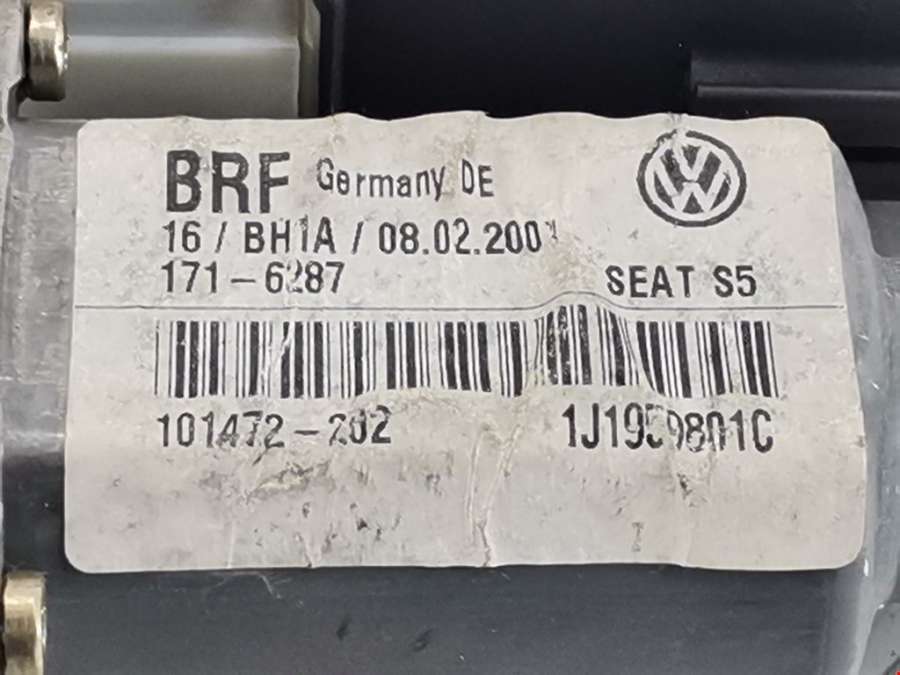 BRF Germany DE
16 / BH1A / 08.02.2001
171-6287 SEAT S5
101472-202 1J1959801C